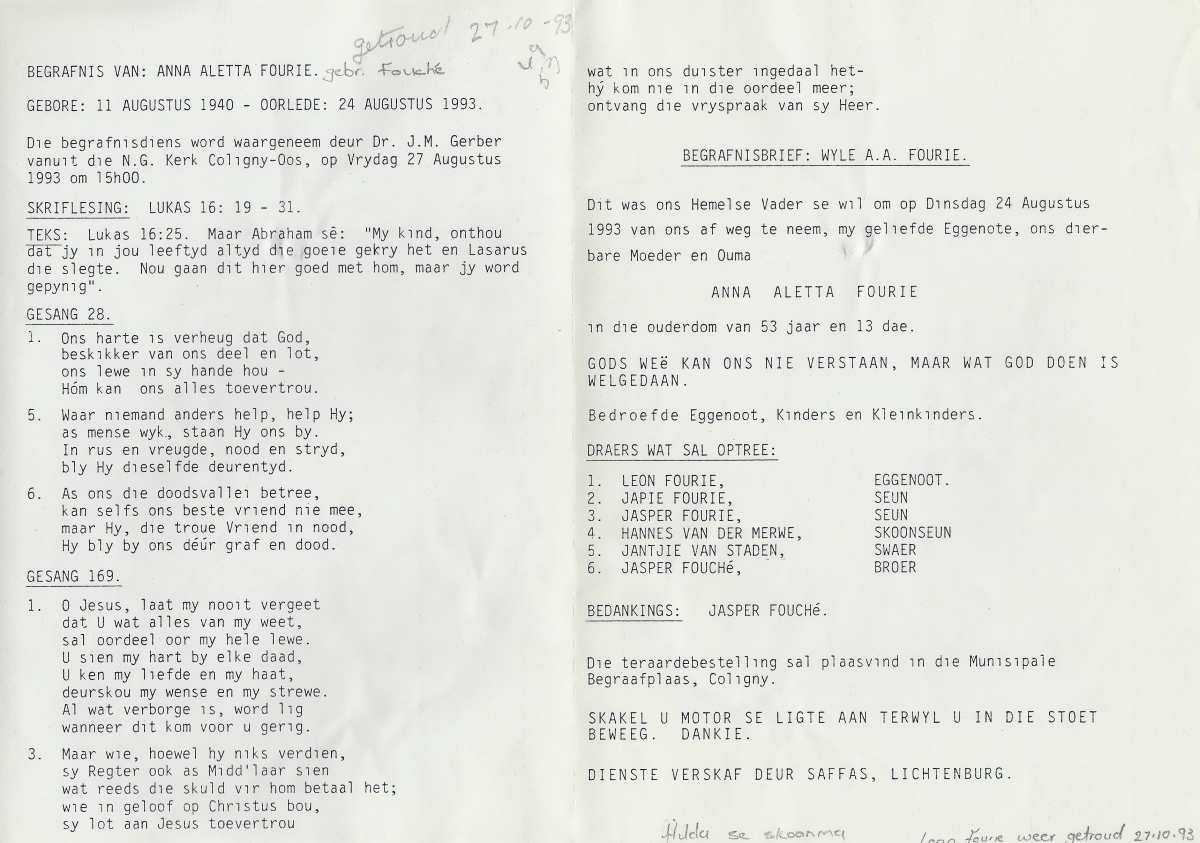 getroud 27.10-93
BEGRAFNIS VAN: ANNA ALETTA FOURIE. gebr. Fouché
GEBORE: 11 AUGUSTUS 1940 - OORLEDE: 24 AUGUSTUS 1993.
Die begrafnisdiens word waargeneem deur Dr. J.M. Gerber
vanuit die N.G. Kerk Coligny-Oos, op Vrydag 27 Augustus
1993 om 15h00.
SKRIFLESING: LUKAS 16: 19 - 31.
TEKS: Lukas 16:25. Maar Abraham sê: "My kind, onthou
dat jy in jou leeftyd altyd die goeie gekry het en Lasarus
die slegte. Nou gaan dit hier goed met hom, maar jy word
gepynig".
GESANG 28.
1. Ons harte is verheug dat God,
beskikker van ons deel en lot,
ons lewe in sy hande hou -
Hóm kan ons alles toevertrou.
5. Waar niemand anders help, help Hy;
as mense wyk, staan Hy ons by.
In rus en vreugde, nood en stryd,
bly Hy dieselfde deurentyd.
6. As ons die doodsvallei betree,
kan selfs ons beste vriend nie mee,
maar Hy, die troue Vriend in nood,
Hy bly by ons déúr graf en dood.
GESANG 169.
1. O Jesus, laat my nooit vergeet
dat U wat alles van my weet,
sal oordeel oor my hele lewe.
U sien my hart by elke daad,
U ken my liefde en my haat,
deurskou my wense en my strewe.
Al wat verborge is, word lig
wanneer dit kom voor u gerig.
3. Maar wie, hoewel hy niks verdien,
sy Regter ook as Midd'laar sien
wat reeds die skuld vir hom betaal het;
wie in geloof op Christus bou,
sy lot aan Jesus toevertrou
wat in ons duister ingedaal het-
hý kom nie in die oordeel meer;
ontvang die vryspraak van sy Heer.
BEGRAFNISBRIEF: WYLE A.A. FOURIE.
Dit was ons Hemelse Vader se wil om op Dinsdag 24 Augustus
1993 van ons af weg te neem, my geliefde Eggenote, ons dier-
bare Moeder en Ouma
ANNA ALETTA FOURIE
in die ouderdom van 53 jaar en 13 dae.
GODS WEë KAN ONS NIE VERSTAAN, MAAR WAT GOD DOEN IS
WELGEDAAN.
Bedroefde Eggenoot, Kinders en Kleinkinders.
DRAERS WAT SAL OPTREE:
1. LEON FOURIE, EGGENOOT.
2. JAPIE FOURIE, SEUN
3. JASPER FOURIE, SEUN
4. HANNES VAN DER MERWE, SKOONSEUN
5. JANTJIE VAN STADEN, SWAER
6. JASPER FOUCHé, BROER
BEDANKINGS: JASPER FOUCHé.
Die teraardebestelling sal plaasvind in die Munisipale
Begraafplaas, Coligny.
SKAKEL U MOTOR SE LIGTE AAN TERWYL U IN DIE STOET
BEWEEG. DANKIE.
DIENSTE VERSKAF DEUR SAFFAS, LICHTENBURG.
Hilda se skoonma
Leon Fourie weer getroud 27.10.93